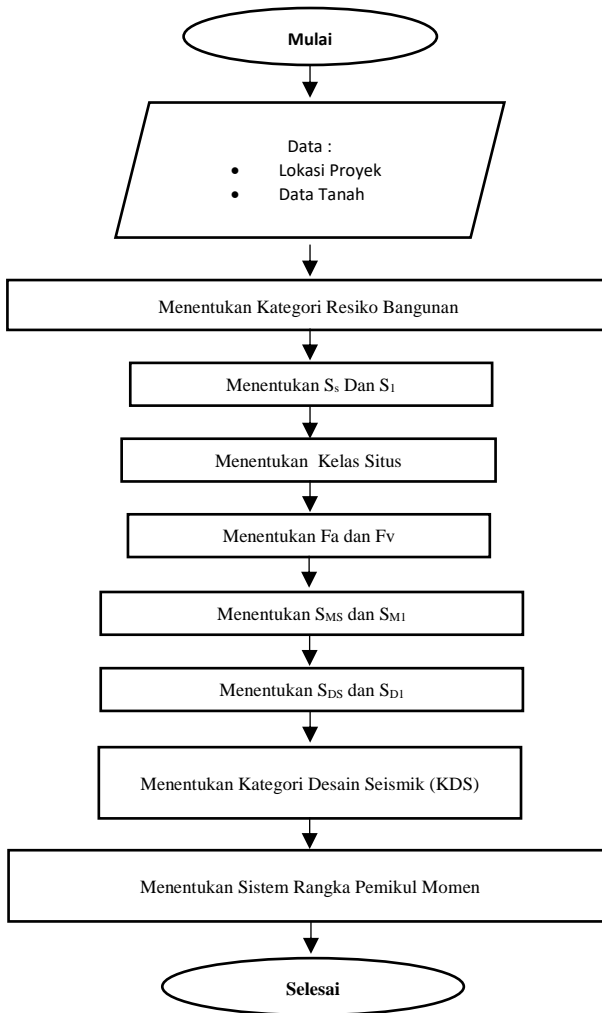 Mulai
Data :
• Lokasi Proyek
• Data Tanah
Menentukan Kategori Resiko Bangunan
Menentukan Ss Dan S1
Menentukan Kelas Situs
Menentukan Fa dan Fv
Menentukan SMS dan SM1
Menentukan SDS dan SD1
Menentukan Kategori Desain Seismik (KDS)
Menentukan Sistem Rangka Pemikul Momen
Selesai